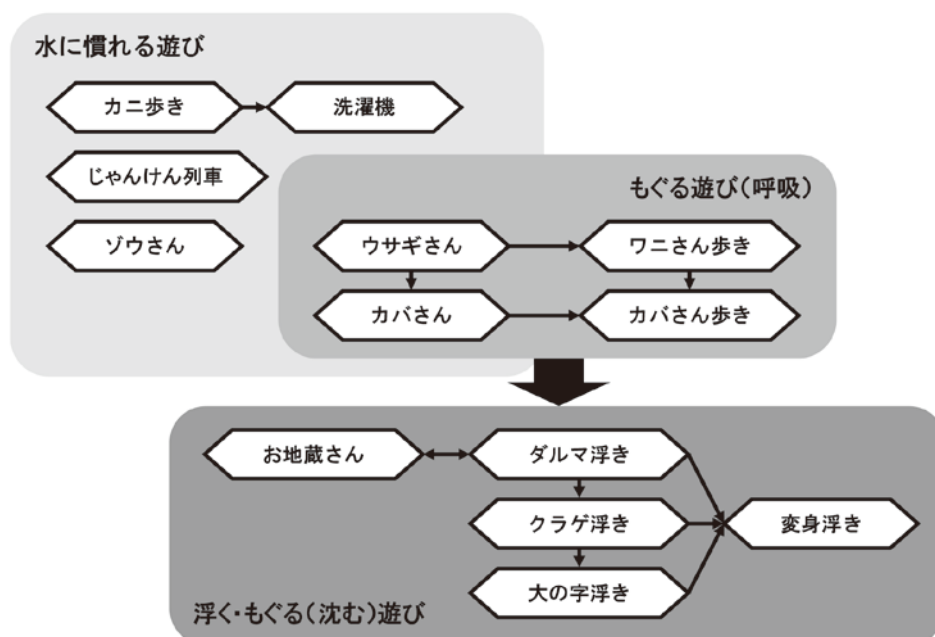 水に慣れる遊び
カニ歩き
洗濯機
じゃんけん列車
ゾウさん
もぐる遊び(呼吸)
ウサギさん
ワニさん歩き
カバさん
カバさん歩き
お地蔵さん
ダルマ浮き
クラゲ浮き
変身浮き
大の字浮き
浮く・もぐる(沈む)遊び